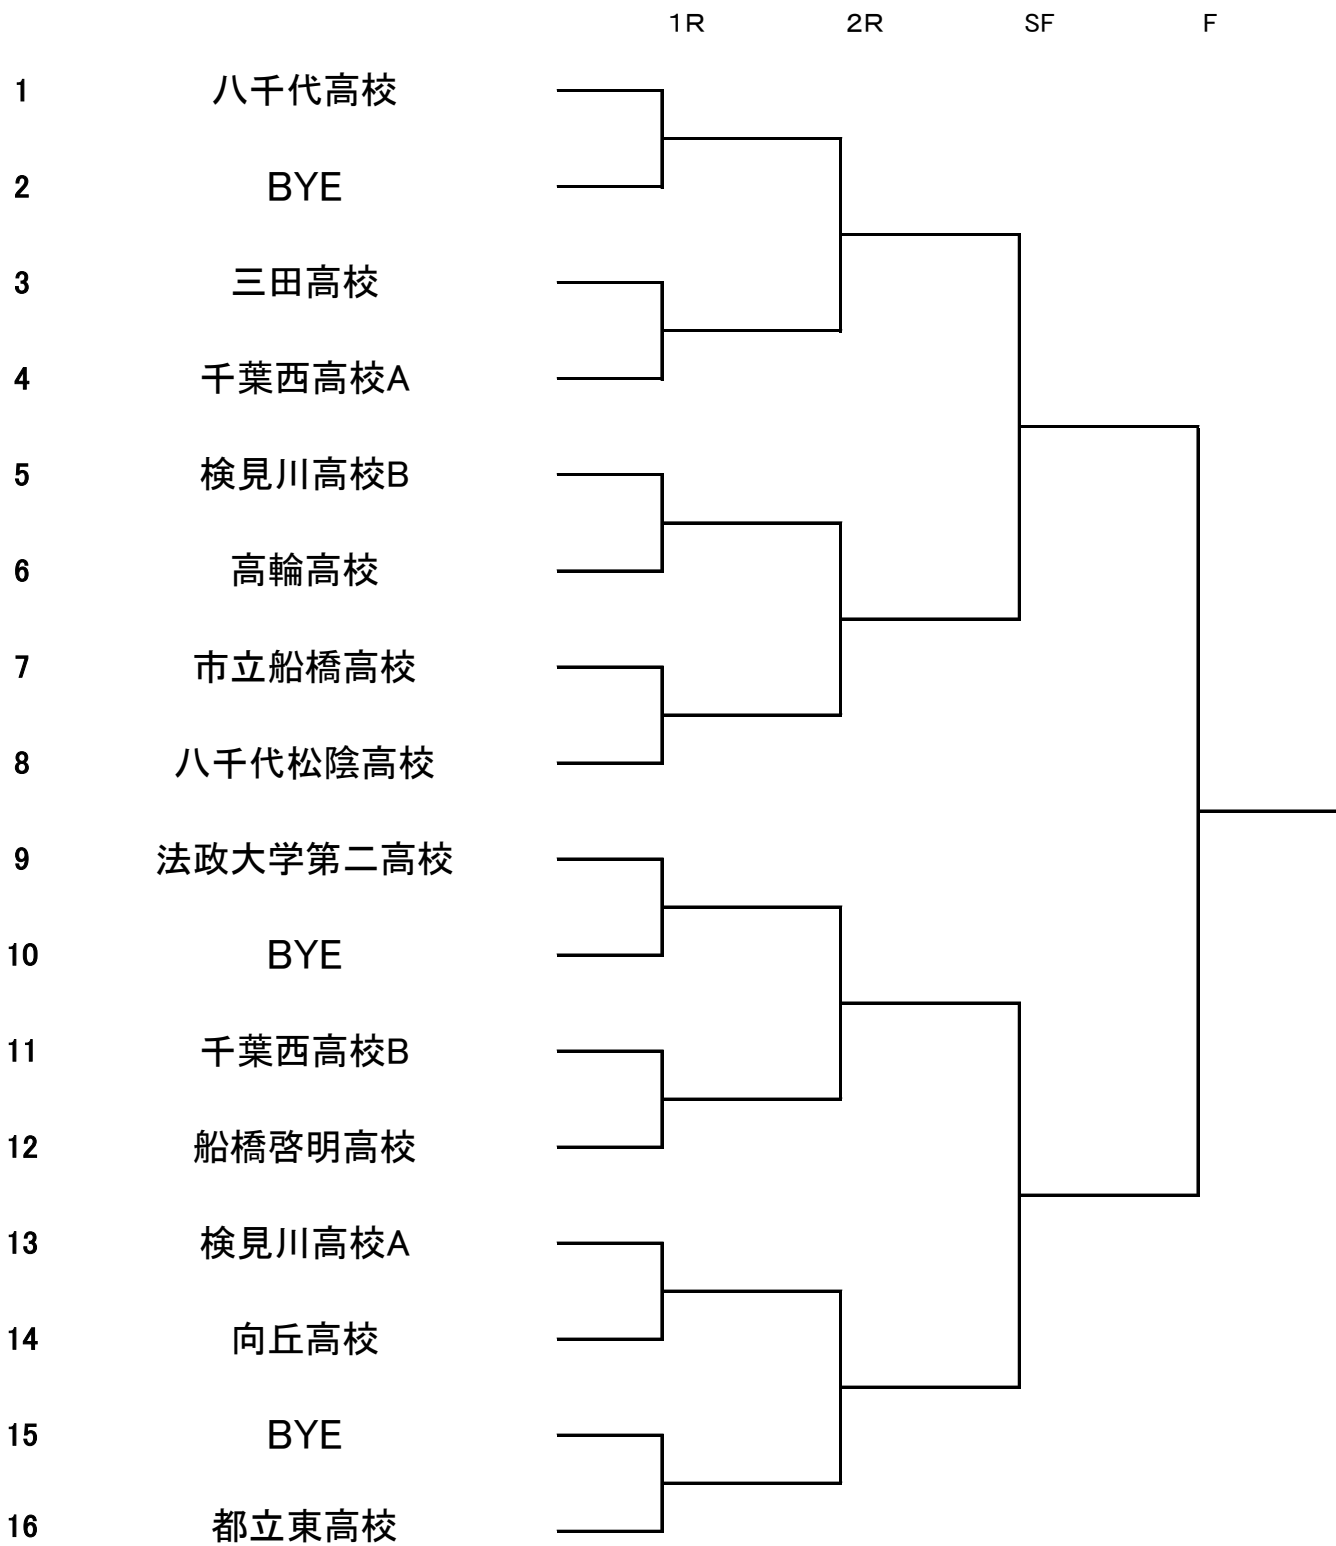 1R 2R SF F
1 八千代高校
2 BYE
3 三田高校
4 千葉西高校A
5 検見川高校B
6 高輪高校
7 市立船橋高校
8 八千代松陰高校
9 法政大学第二高校
10 BYE
11 千葉西高校B
12 船橋啓明高校
13 検見川高校A
14 向丘高校
15 BYE
16 都立東高校